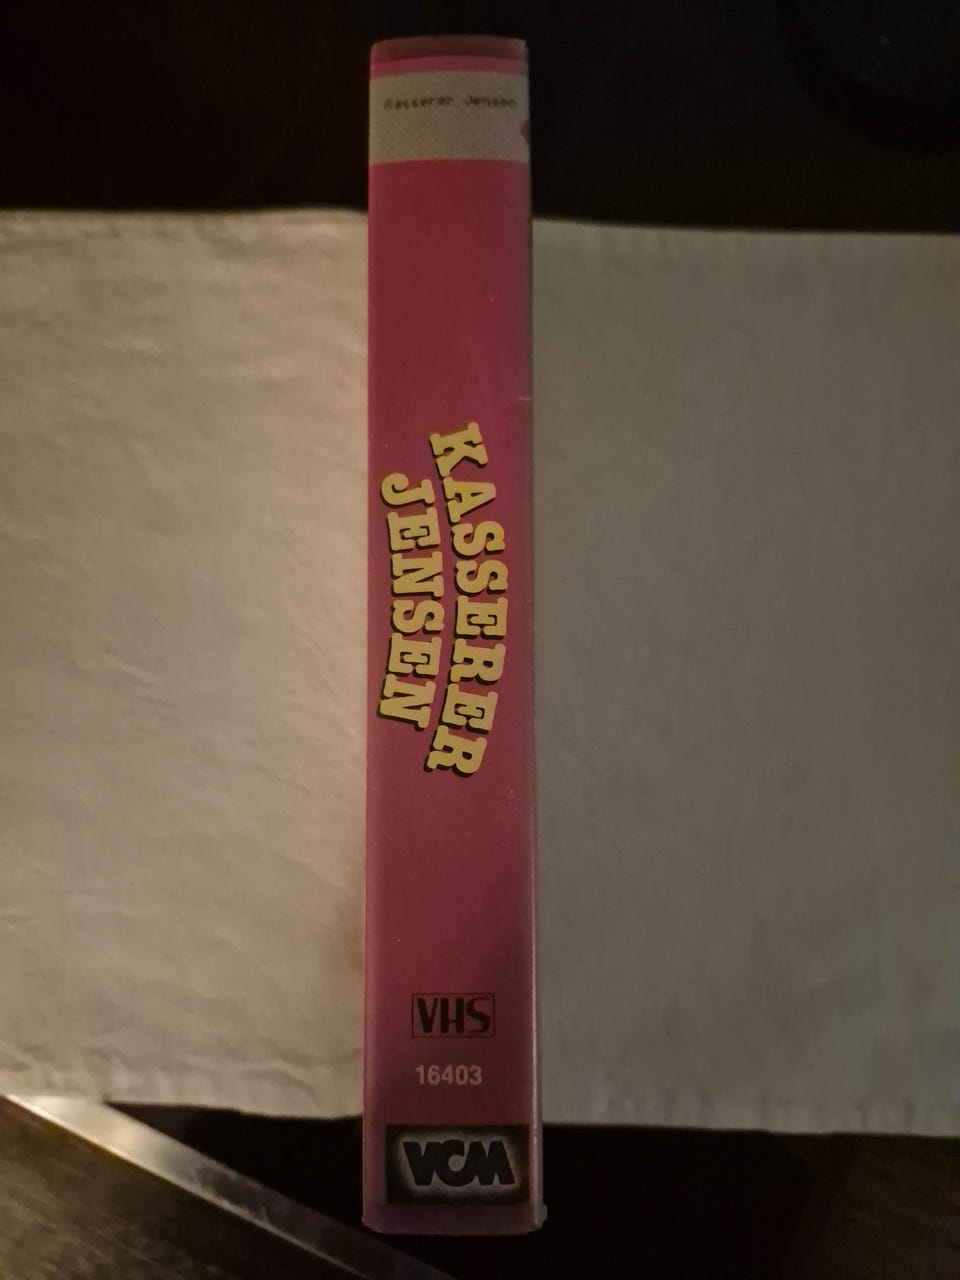 Kasserer Jensen
KASSERER
JENSEN
VHS
16403
VCM